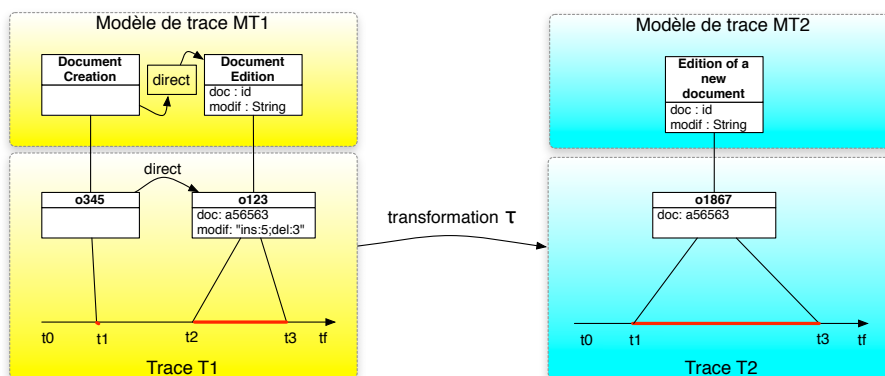 Modèle de trace MT1
Document
Creation
direct
Document
Edition
doc : id
modif : String
direct
o345
o123
doc: a56563
modif: "ins:5;del:3"
t0
t1
t2
t3
tf
Trace T1
transformation τ
Modèle de trace MT2
Edition of a
new
document
doc : id
modif : String
o1867
doc: a56563
t0
t1
t3
tf
Trace T2